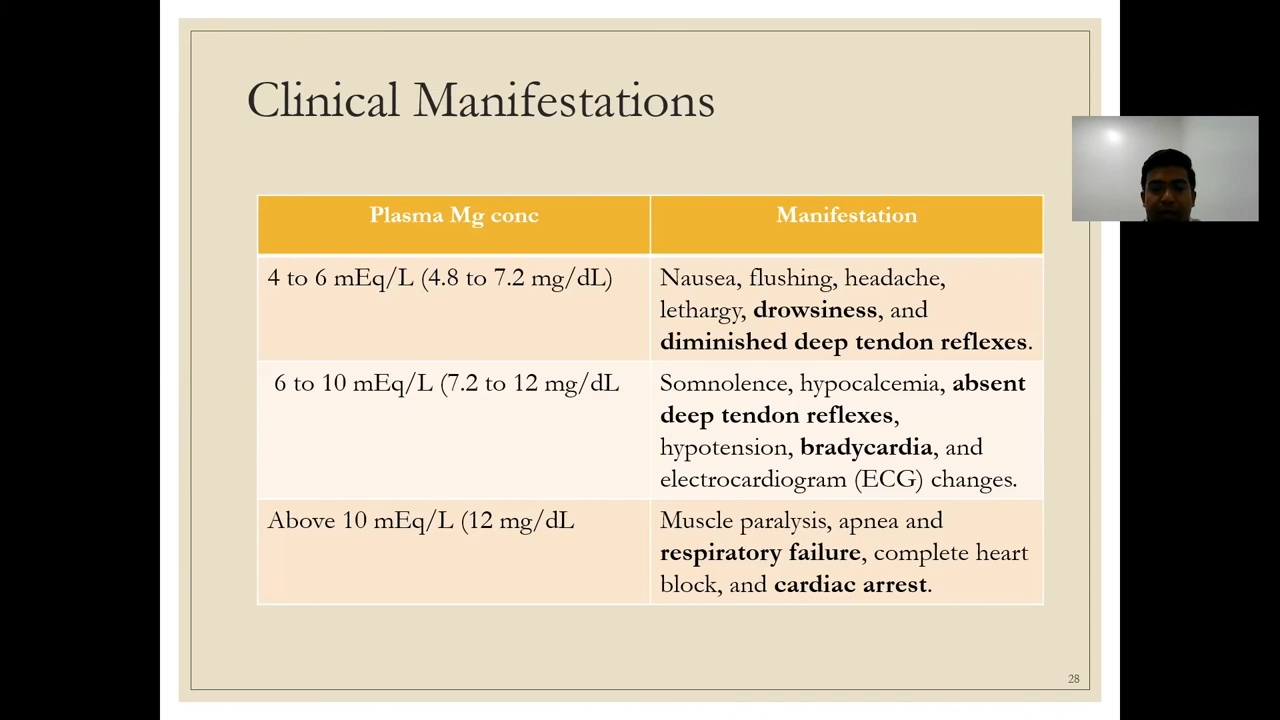 Clinical Manifestations
Plasma Mg conc
Manifestation
4 to 6 mEq/L (4.8 to 7.2 mg/dL)
Nausea, flushing, headache,
lethargy, drowsiness, and
diminished deep tendon reflexes.
6 to 10 mEq/L (7.2 to 12 mg/dL
Somnolence, hypocalcemia, absent
deep tendon reflexes,
hypotension, bradycardia, and
electrocardiogram (ECG) changes.
Above 10 mEq/L (12 mg/dL
Muscle paralysis, apnea and
respiratory failure, complete heart
block, and cardiac arrest.
28